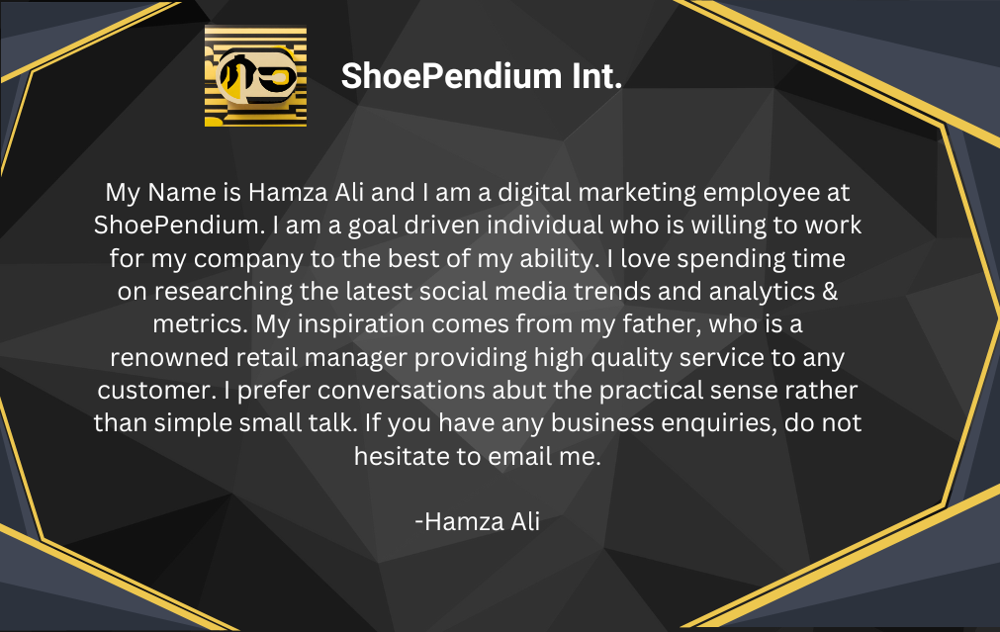 ShoePendium Int.
My Name is Hamza Ali and I am a digital marketing employee at
ShoePendium. I am a goal driven individual who is willing to work
for my company to the best of my ability. I love spending time
on researching the latest social media trends and analytics &
metrics. My inspiration comes from my father, who is a
renowned retail manager providing high quality service to any
customer. I prefer conversations abut the practical sense rather
than simple small talk. If you have any business enquiries, do not
hesitate to email me.
-Hamza Ali